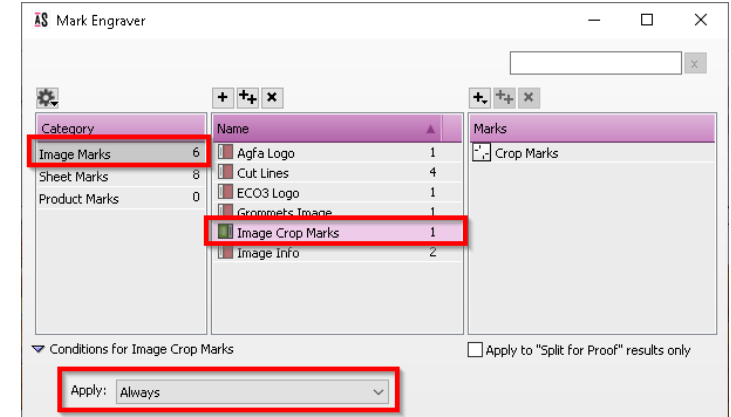 Mark Engraver
Category
Name
Marks
Image Marks 6
Agfa Logo 1
Crop Marks
Sheet Marks 8
Cut Lines 4
Product Marks 0
ECO3 Logo 1
Grommets Image 1
Image Crop Marks 1
Image Info 2
Conditions for Image Crop Marks
Apply to "Split for Proof" results only
Apply: Always